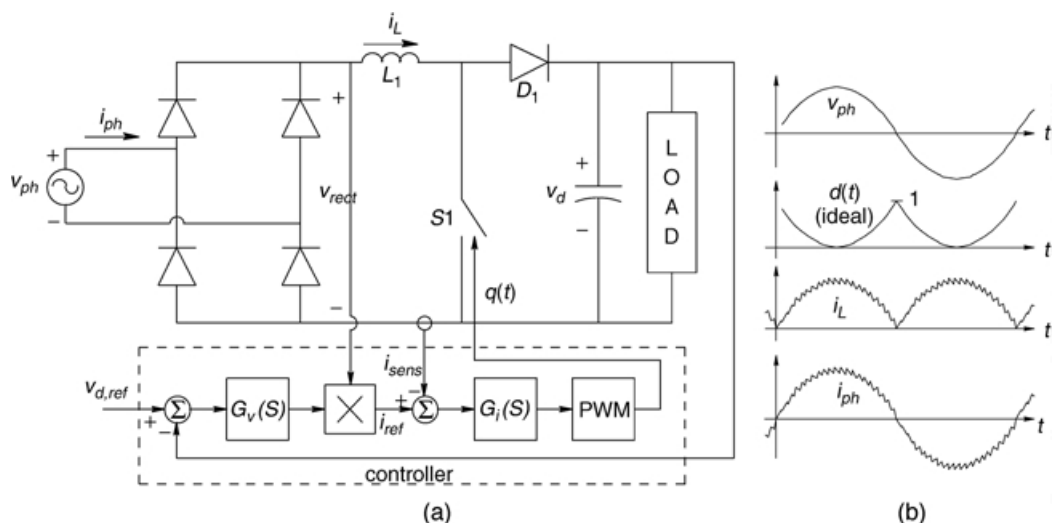 i_L
L_1
D_1
i_ph
+
v_ph
−
+
v_rect
−
S1
q(t)
+
v_d
−
LOAD
v_d,ref
+
−
Σ
G_v(S)
×
i_ref
i_sens
−
+
Σ
G_i(S)
PWM
controller
(a)
v_ph
t
d(t)
(ideal)
1
t
i_L
t
i_ph
t
(b)